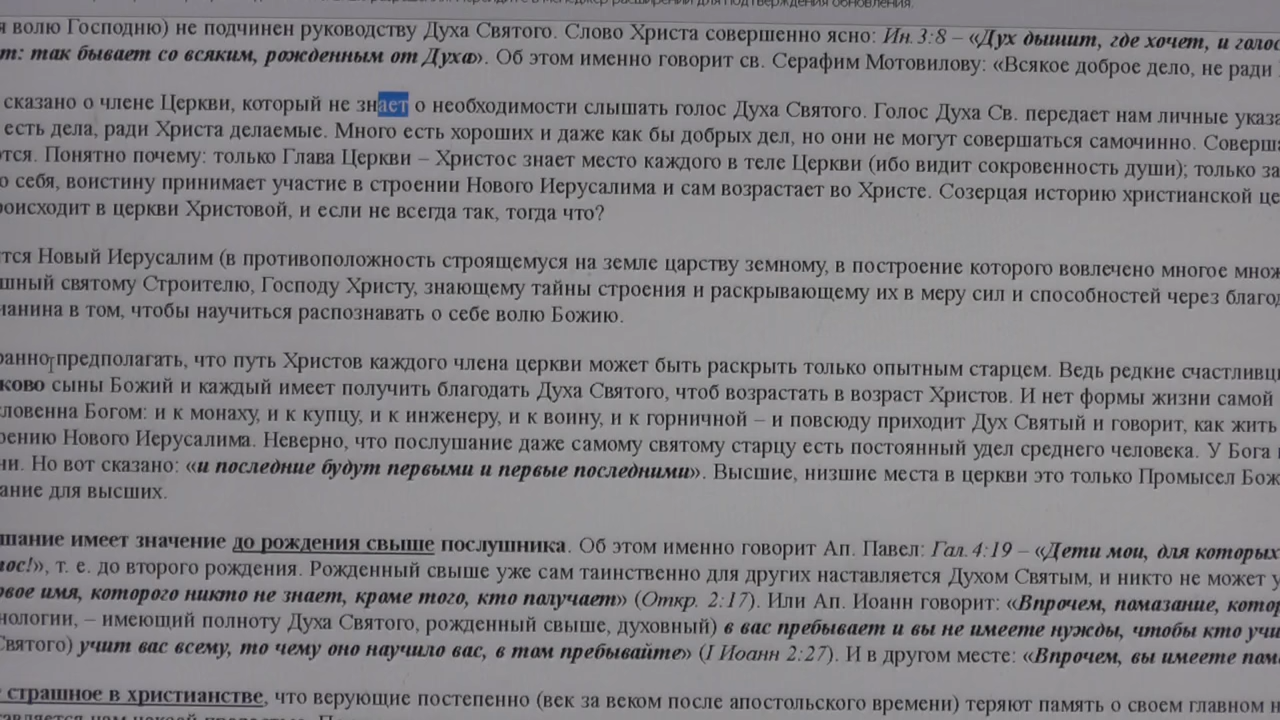 я волю Господню) не подчинен руководству Духа Святого. Слово Христа совершенно ясно: Ин. 3:8 – «Дух дышит, где хочет, и голос
т: так бывает со всяким, рожденным от Духа». Об этом именно говорит св. Серафим Мотовилову: «Всякое доброе дело, не ради
сказано о члене Церкви, который не знает о необходимости слышать голос Духа Святого. Голос Духа Св. передает нам личные указа
есть дела, ради Христа делаемые. Много есть хороших и даже как бы добрых дел, но они не могут совершаться самочинно. Соверша
тся. Понятно почему: только Глава Церкви – Христос знает место каждого в теле Церкви (ибо видит сокровенность души); только за
о себя, воистину принимает участие в строении Нового Иерусалима и сам возрастает во Христе. Созерцая историю христианской це
роисходит в церкви Христовой, и если не всегда так, тогда что?
тся Новый Иерусалим (в противоположность строящемуся на земле царству земному, в построение которого вовлечено многое множ
шный святому Строителю, Господу Христу, знающему тайны строения и раскрывающему их в меру сил и способностей через благод
ианина в том, чтобы научиться распознавать о себе волю Божию.
ранно предполагать, что путь Христов каждого члена церкви может быть раскрыт только опытным старцем. Ведь редкие счастливц
ково сыны Божий и каждый имеет получить благодать Духа Святого, чтоб возрастать в возраст Христов. И нет формы жизни самой
словенна Богом: и к монаху, и к купцу, и к инженеру, и к воину, и к горничной – и повсюду приходит Дух Святый и говорит, как жить
оению Нового Иерусалима. Неверно, что послушание даже самому святому старцу есть постоянный удел среднего человека. У Бога
ни. Но вот сказано: «и последние будут первыми и первые последними». Высшие, низшие места в церкви это только Промысел Бож
ание для высших.
шание имеет значение до рождения свыше послушника. Об этом именно говорит Ап. Павел: Гал. 4:19 – «Дети мои, для которых
ос!», т. е. до второго рождения. Рожденный свыше уже сам таинственно для других наставляется Духом Святым, и никто не может у
овое имя, которого никто не знает, кроме того, кто получает» (Откр. 2:17). Или Ап. Иоанн говорит: «Впрочем, помазание, котор
нологии, – имеющий полноту Духа Святого, рожденный свыше, духовный) в вас пребывает и вы не имеете нужды, чтобы кто учи
Святого) учит вас всему, то чему оно научило вас, в том пребывайте» (I Иоанн 2:27). И в другом месте: «Впрочем, вы имеете пом
страшное в христианстве, что верующие постепенно (век за веком после апостольского времени) теряют память о своем главном н